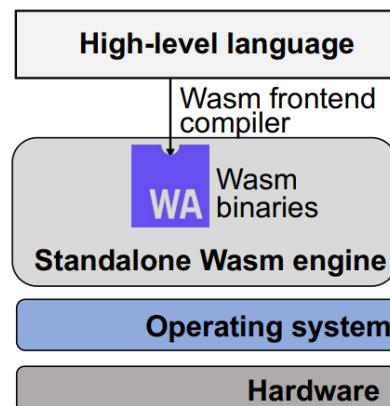 High-level language
Wasm frontend
compiler
WA
Wasm
binaries
Standalone Wasm engine
Operating system
Hardware